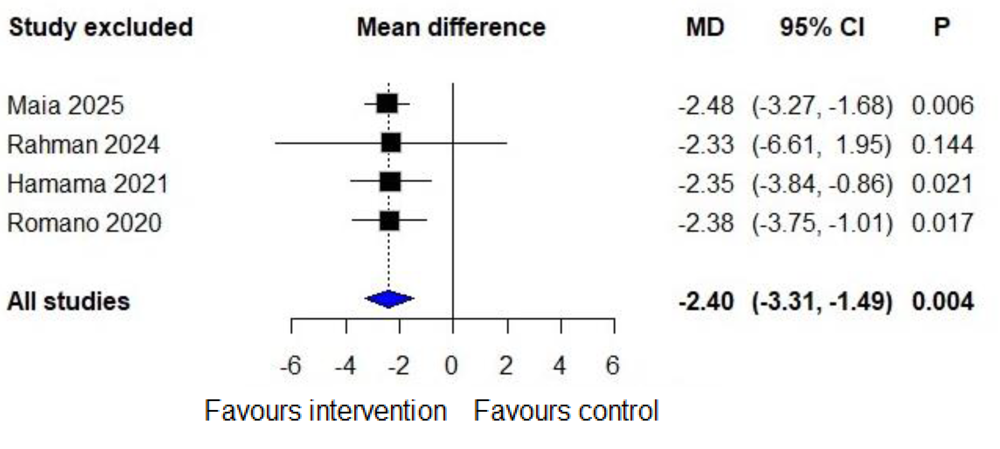 Study excluded Mean difference MD 95% CI P
Maia 2025 -2.48 (-3.27, -1.68) 0.006
Rahman 2024 -2.33 (-6.61, 1.95) 0.144
Hamama 2021 -2.35 (-3.84, -0.86) 0.021
Romano 2020 -2.38 (-3.75, -1.01) 0.017
All studies -2.40 (-3.31, -1.49) 0.004
-6 -4 -2 0 2 4 6
Favours intervention Favours control